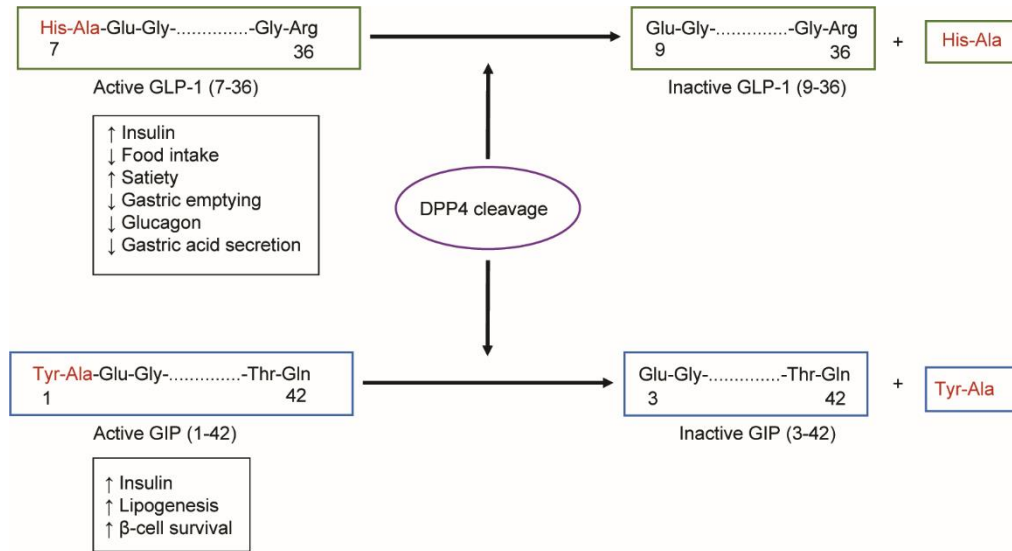 His-Ala-Glu-Gly-..............-Gly-Arg
7 36
Active GLP-1 (7-36)
↑ Insulin
↓ Food intake
↑ Satiety
↓ Gastric emptying
↓ Glucagon
↓ Gastric acid secretion
Glu-Gly-..............-Gly-Arg
9 36
Inactive GLP-1 (9-36)
+
His-Ala
DPP4 cleavage
Tyr-Ala-Glu-Gly-..............-Thr-Gln
1 42
Active GIP (1-42)
↑ Insulin
↑ Lipogenesis
↑ β-cell survival
Glu-Gly-..............-Thr-Gln
3 42
Inactive GIP (3-42)
+
Tyr-Ala